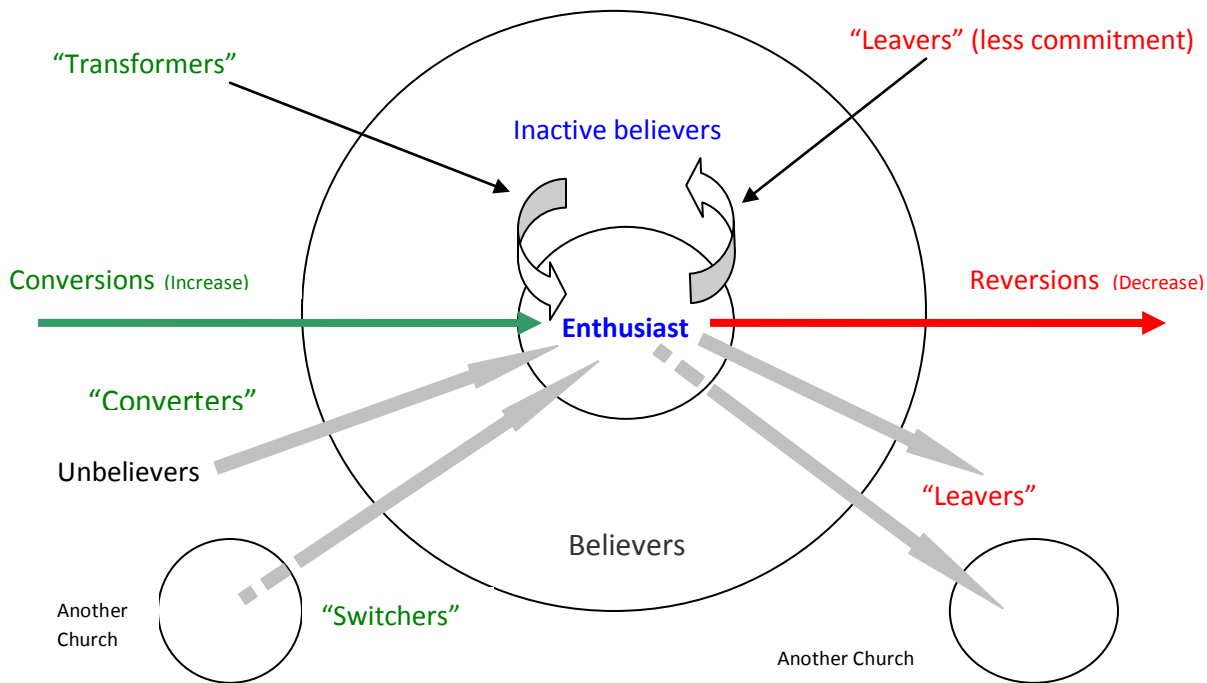 “Leavers” (less commitment)
“Transformers”
Inactive believers
Conversions (Increase)
Reversions (Decrease)
Enthusiast
“Converters”
Unbelievers
“Leavers”
Believers
Another
Church
“Switchers”
Another Church